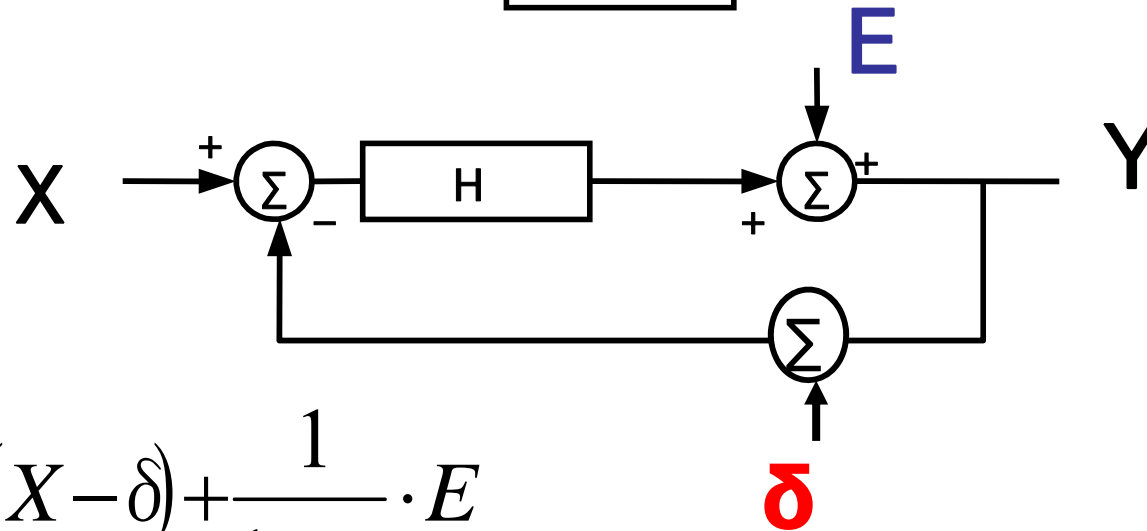 E
+ + Y
X Σ H Σ
− +
Σ
1
X − δ) + — · E
δ